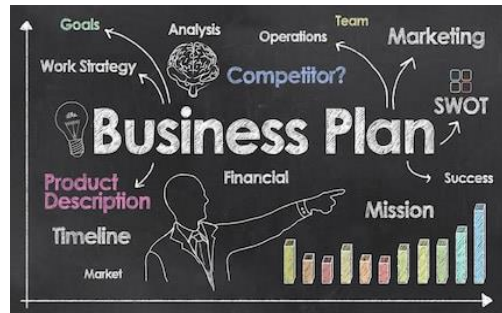 Goals
Analysis
Team
Operations
Marketing
Work Strategy
Competitor?
SWOT
Business Plan
Product
Description
Financial
Success
Mission
Timeline
Market